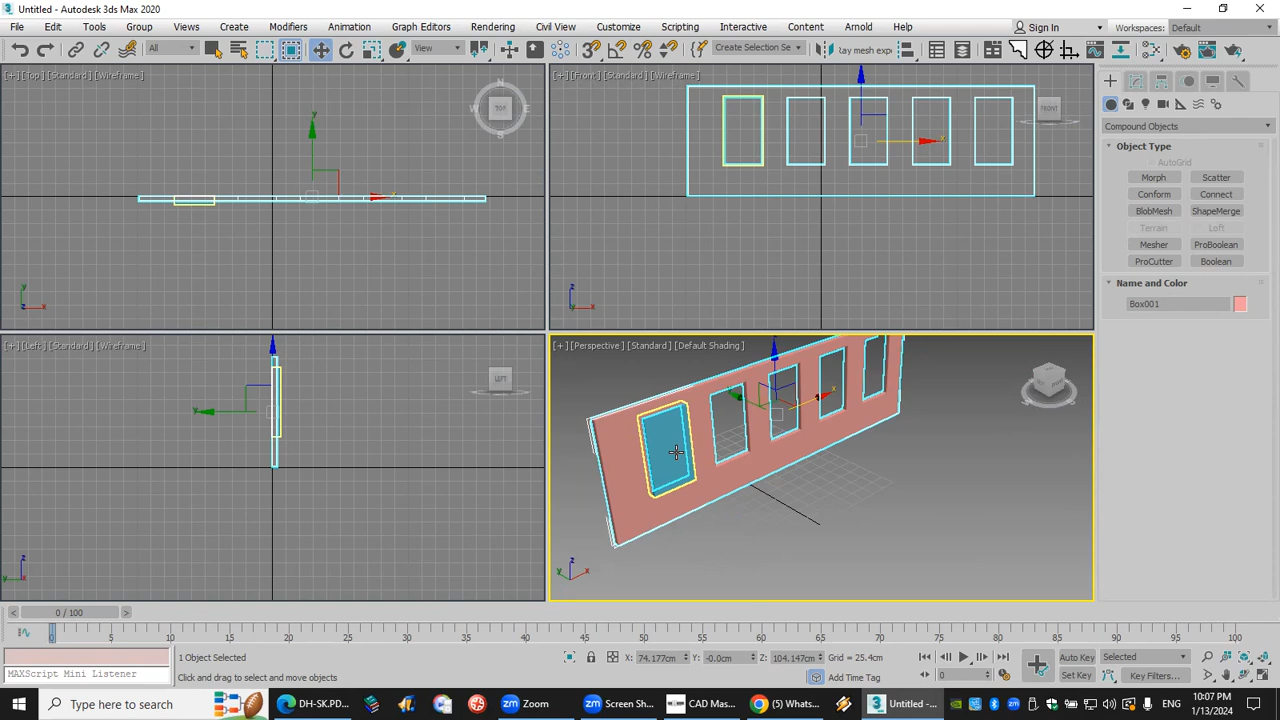 Untitled - Autodesk 3ds Max 2020
File Edit Tools Group Views Create Modifiers Animation Graph Editors Rendering Civil View Customize Scripting Interactive Content Arnold Help Sign In Workspaces: Default
All View Create Selection Se lay mesh expo
[+] [Top] [Standard] [Wireframe]
N
W TOP E
y
x
y
z x
[+] [Front] [Standard] [Wireframe]
FRONT
x
z
x
[+] [Left] [Standard] [Wireframe]
LEFT
y
z
y
[+] [Perspective] [Standard] [Default Shading]
x
z
y x
Compound Objects
Object Type
AutoGrid
Morph Scatter
Conform Connect
BlobMesh ShapeMerge
Terrain Loft
Mesher ProBoolean
ProCutter Boolean
Name and Color
Box001
0 / 100
0 5 10 15 20 25 30 35 40 45 50 55 60 65 70 75 80 85 90 95 100
1 Object Selected X: 74.177cm Y: -0.0cm Z: 104.147cm Grid = 25.4cm Auto Key Selected
MAXScript Mini Listener Click and drag to select and move objects Add Time Tag 0 Set Key Key Filters...
Type here to search DH-SK.PD... Zoom Screen Sh... CAD Mas... (5) Whats... Untitled -... ENG 10:07 PM 1/13/2024